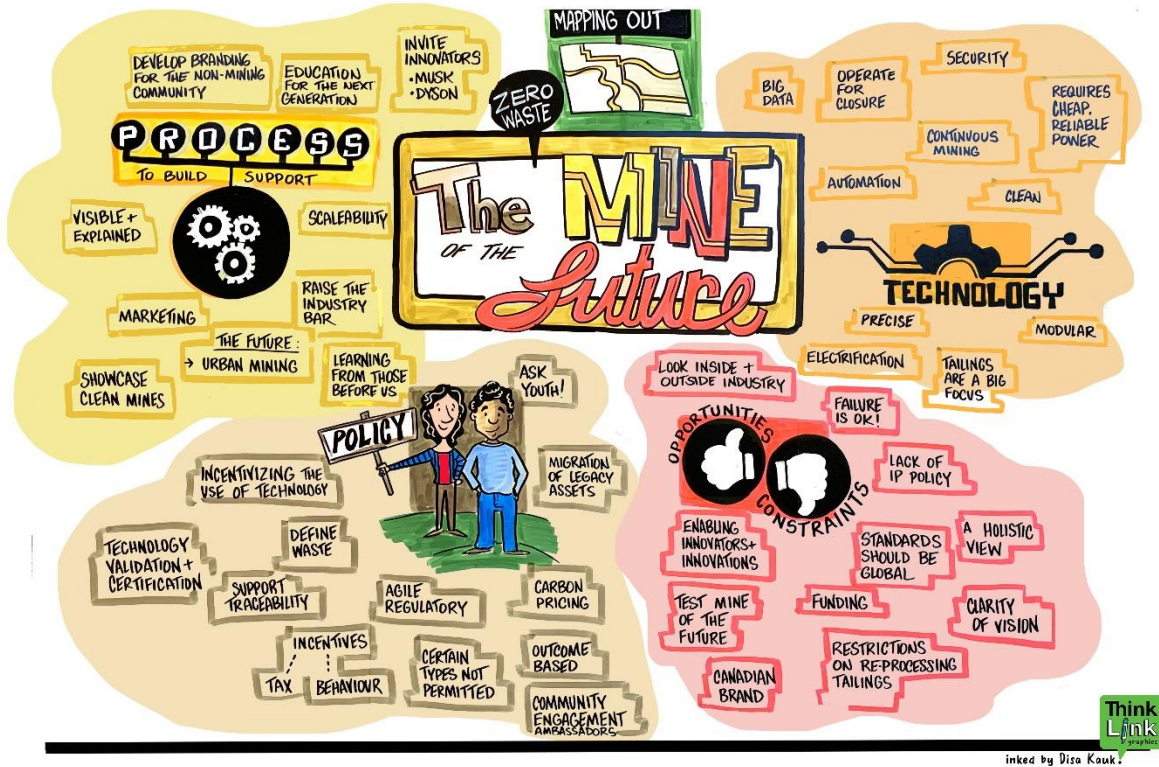 MAPPING OUT
ZERO
WASTE
The MINE
OF THE
future
DEVELOP BRANDING
FOR THE NON-MINING
COMMUNITY
EDUCATION
FOR THE NEXT
GENERATION
INVITE
INNOVATORS
• MUSK
• DYSON
PROCESS
TO BUILD SUPPORT
VISIBLE +
EXPLAINED
SCALEABILITY
MARKETING
RAISE THE
INDUSTRY
BAR
THE FUTURE:
→ URBAN MINING
SHOWCASE
CLEAN MINES
LEARNING
FROM THOSE
BEFORE US
BIG
DATA
OPERATE
FOR
CLOSURE
SECURITY
REQUIRES
CHEAP.
RELIABLE
POWER
CONTINUOUS
MINING
AUTOMATION
CLEAN
TECHNOLOGY
PRECISE
MODULAR
ELECTRIFICATION
TAILINGS
ARE A BIG
FOCUS
ASK
YOUTH!
POLICY
INCENTIVIZING THE
USE OF TECHNOLOGY
MIGRATION
OF LEGACY
ASSETS
TECHNOLOGY
VALIDATION +
CERTIFICATION
DEFINE
WASTE
SUPPORT
TRACEABILITY
AGILE
REGULATORY
CARBON
PRICING
INCENTIVES
TAX BEHAVIOUR
CERTAIN
TYPES NOT
PERMITTED
OUTCOME
BASED
COMMUNITY
ENGAGEMENT
AMBASSADORS
LOOK INSIDE +
OUTSIDE INDUSTRY
FAILURE
IS OK!
OPPORTUNITIES
CONSTRAINTS
LACK OF
IP POLICY
ENABLING
INNOVATORS+
INNOVATIONS
STANDARDS
SHOULD BE
GLOBAL
A HOLISTIC
VIEW
TEST MINE
OF THE
FUTURE
FUNDING
CLARITY
OF VISION
CANADIAN
BRAND
RESTRICTIONS
ON RE-PROCESSING
TAILINGS
Think
Link
graphics
inked by Disa Kauk.